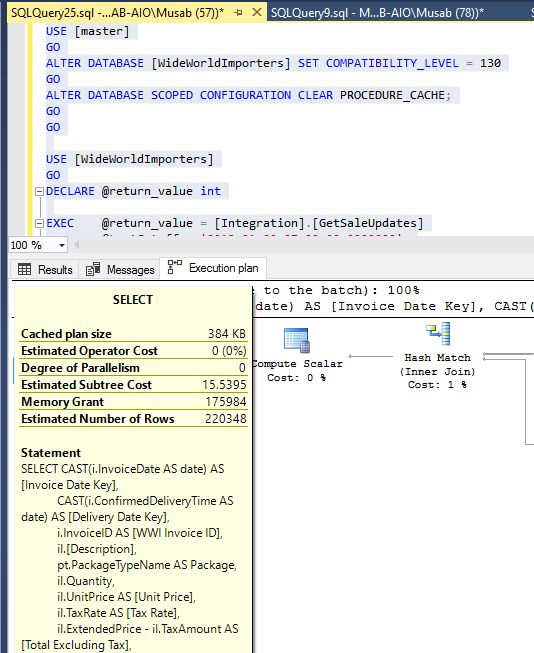 SQLQuery25.sql -...AB-AIO\Musab (57))* SQLQuery9.sql - M...B-AIO\Musab (78))*
USE [master]
GO
ALTER DATABASE [WideWorldImporters] SET COMPATIBILITY_LEVEL = 130
GO
ALTER DATABASE SCOPED CONFIGURATION CLEAR PROCEDURE_CACHE;
GO
GO
USE [WideWorldImporters]
GO
DECLARE @return_value int
EXEC @return_value = [Integration].[GetSaleUpdates]
100 %
Results Messages Execution plan
to the batch): 100%
date) AS [Invoice Date Key], CAST(
SELECT
Cached plan size 384 KB
Estimated Operator Cost 0 (0%)
Degree of Parallelism 0
Estimated Subtree Cost 15.5395
Memory Grant 175984
Estimated Number of Rows 220348
Statement
SELECT CAST(i.InvoiceDate AS date) AS
[Invoice Date Key],
CAST(i.ConfirmedDeliveryTime AS
date) AS [Delivery Date Key],
i.InvoiceID AS [WWI Invoice ID],
il.[Description],
pt.PackageTypeName AS Package,
il.Quantity,
il.UnitPrice AS [Unit Price],
il.TaxRate AS [Tax Rate],
il.ExtendedPrice - il.TaxAmount AS
[Total Excluding Tax],
Compute Scalar
Cost: 0 %
Hash Match
(Inner Join)
Cost: 1 %